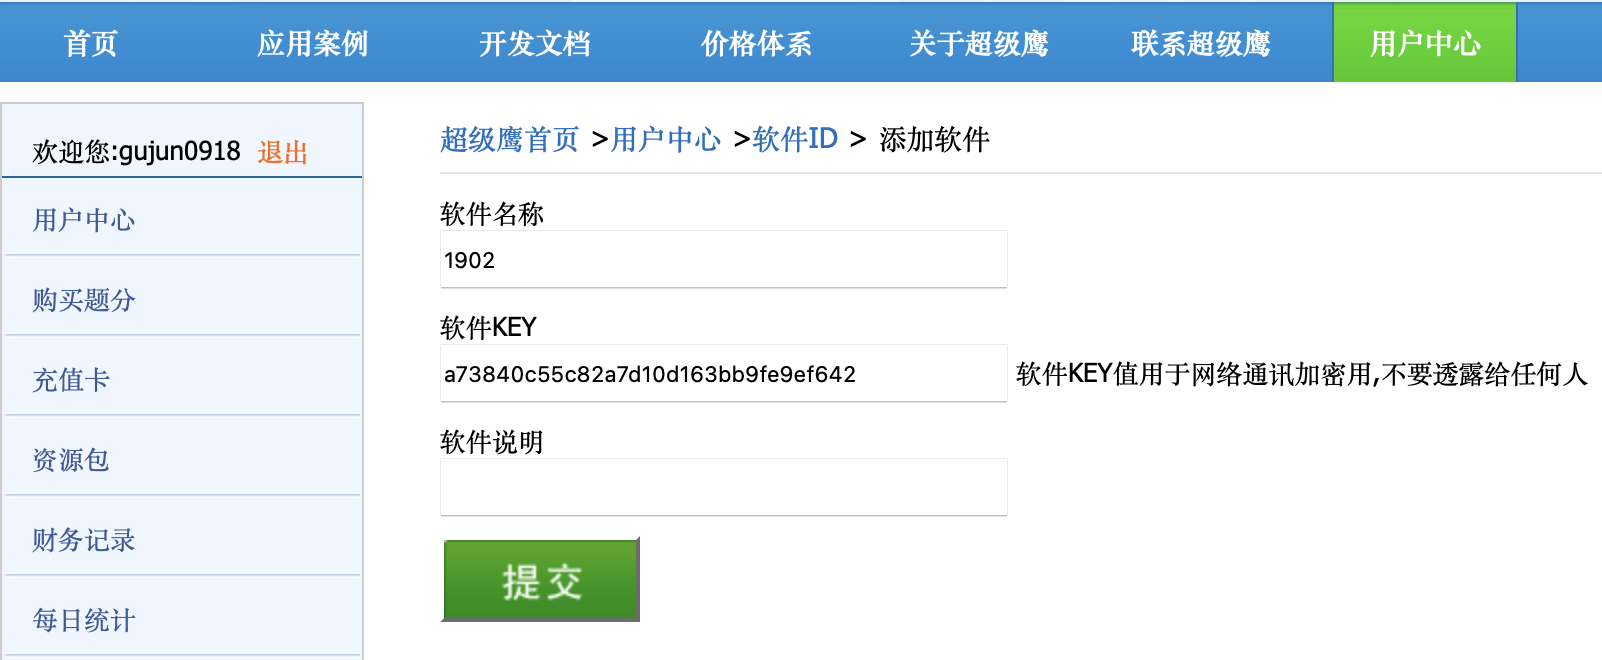 首页 应用案例 开发文档 价格体系 关于超级鹰 联系超级鹰 用户中心
欢迎您:gujun0918 退出
用户中心
购买题分
充值卡
资源包
财务记录
每日统计
超级鹰首页 >用户中心 >软件ID > 添加软件
软件名称
1902
软件KEY
a73840c55c82a7d10d163bb9fe9ef642 软件KEY值用于网络通讯加密用,不要透露给任何人
软件说明
提交